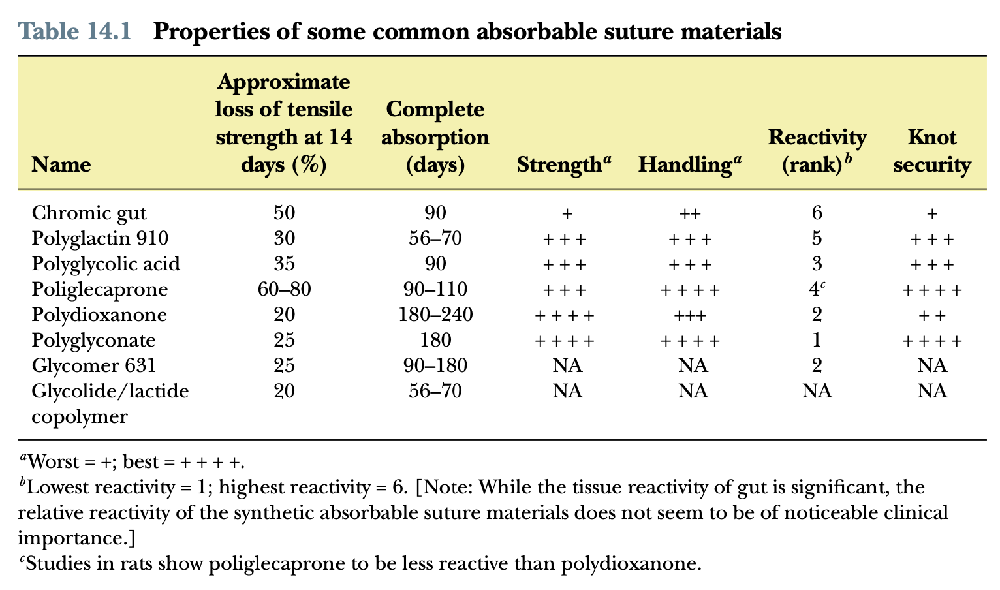 Table 14.1 Properties of some common absorbable suture materials
Name Approximate loss of tensile strength at 14 days (%) Complete absorption (days) Strength^a Handling^a Reactivity (rank)^b Knot security
Chromic gut 50 90 + ++ 6 +
Polyglactin 910 30 56–70 + + + + + + 5 + + +
Polyglycolic acid 35 90 + + + + + + 3 + + +
Poliglecaprone 60–80 90–110 + + + + + + + 4^c + + + +
Polydioxanone 20 180–240 + + + + +++ 2 + +
Polyglyconate 25 180 + + + + + + + + 1 + + + +
Glycomer 631 25 90–180 NA NA 2 NA
Glycolide/lactide 20 56–70 NA NA NA NA
copolymer
^aWorst = +; best = + + + +.
^bLowest reactivity = 1; highest reactivity = 6. [Note: While the tissue reactivity of gut is significant, the
relative reactivity of the synthetic absorbable suture materials does not seem to be of noticeable clinical
importance.]
^cStudies in rats show poliglecaprone to be less reactive than polydioxanone.